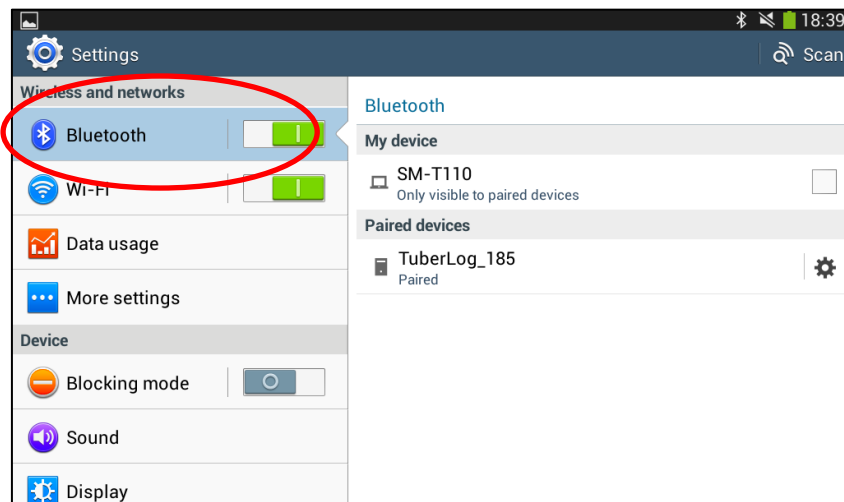 18:39
Settings
Scan
Wireless and networks
Bluetooth
Wi-Fi
Data usage
More settings
Device
Blocking mode
Sound
Display
Bluetooth
My device
SM-T110
Only visible to paired devices
Paired devices
TuberLog_185
Paired